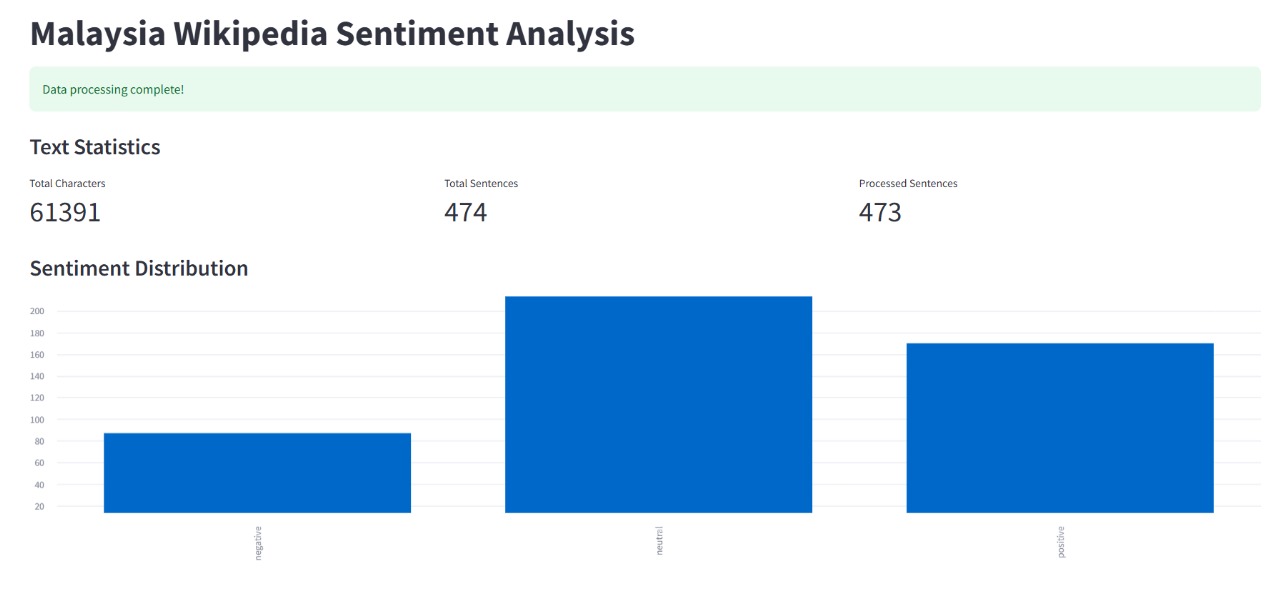 Malaysia Wikipedia Sentiment Analysis
Data processing complete!
Text Statistics
Total Characters
61391
Total Sentences
474
Processed Sentences
473
Sentiment Distribution
200
180
160
140
120
100
80
60
40
20
negative
neutral
positive